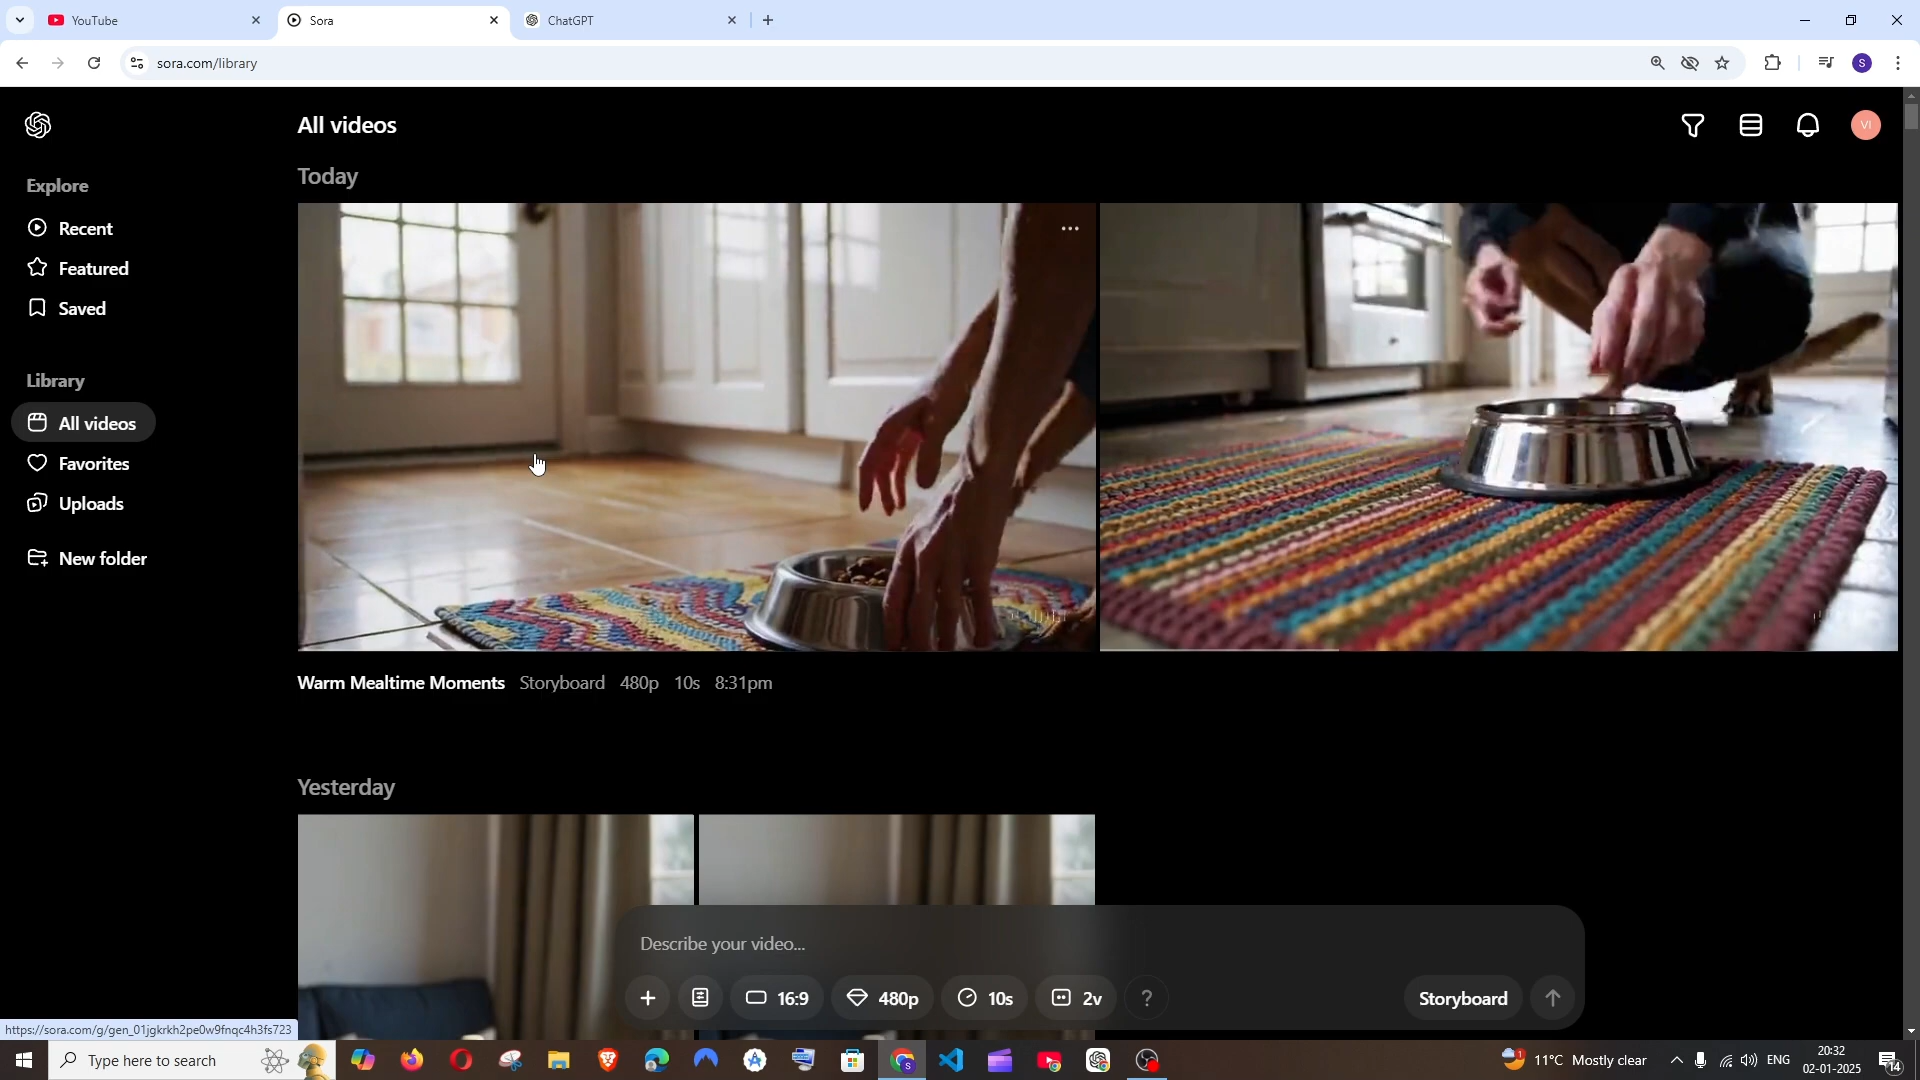 YouTube
Sora
ChatGPT
sora.com/library
S
All videos
VI
Explore
Today
Recent
Featured
Saved
Library
All videos
Favorites
Uploads
New folder
Warm Mealtime Moments Storyboard 480p 10s 8:31pm
Yesterday
Describe your video...
16:9 480p 10s 2v ? Storyboard
https://sora.com/g/gen_01jgkrkh2pe0w9fnqc4h3fs723
Type here to search
1
11°C Mostly clear
ENG
20:32
02-01-2025
14